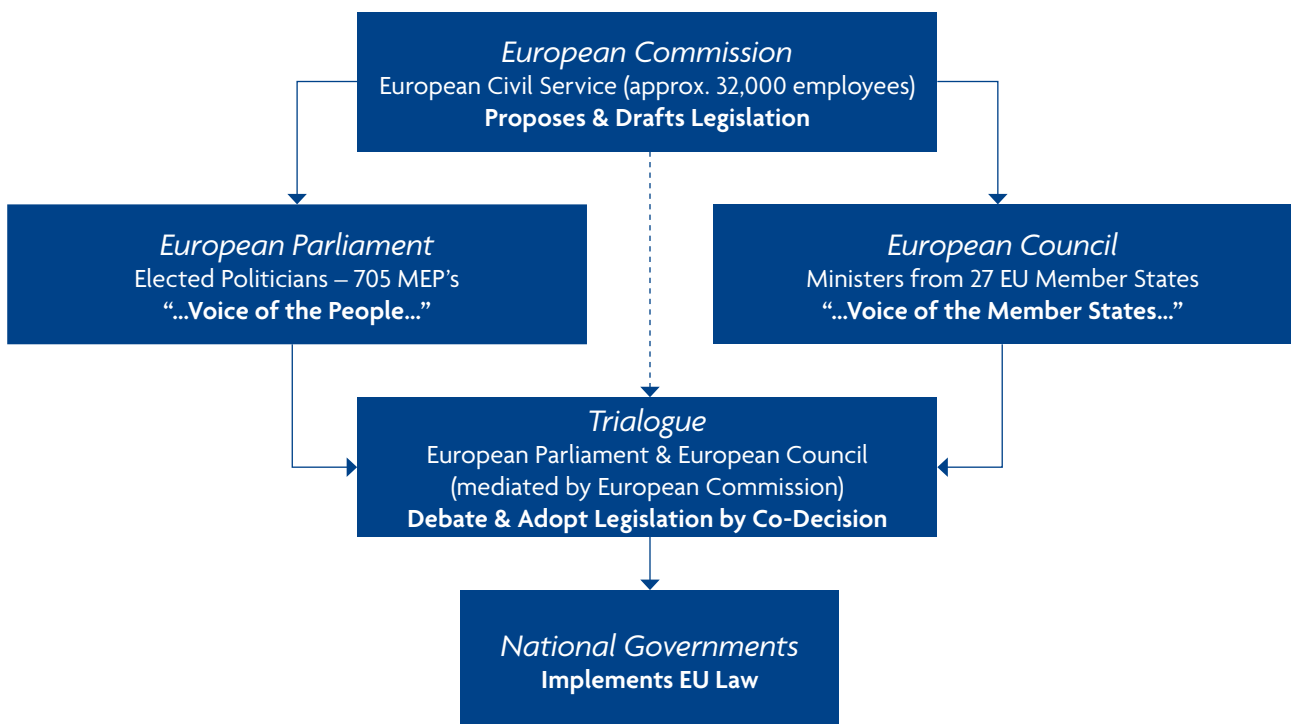 European Commission
European Civil Service (approx. 32,000 employees)
Proposes & Drafts Legislation
European Parliament
Elected Politicians – 705 MEP’s
“...Voice of the People...”
European Council
Ministers from 27 EU Member States
“...Voice of the Member States...”
Trialogue
European Parliament & European Council
(mediated by European Commission)
Debate & Adopt Legislation by Co-Decision
National Governments
Implements EU Law